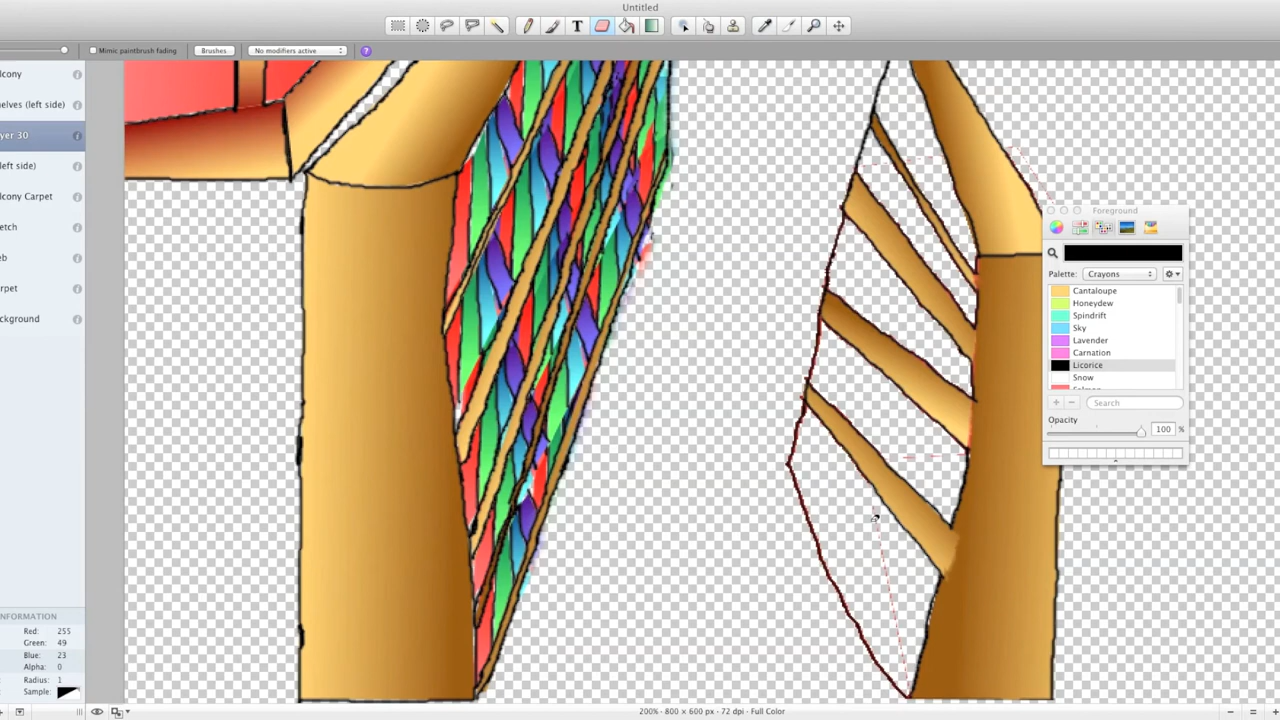 Untitled
T
Mimic paintbrush fading
Brushes
No modifiers active
?
lcony
elves (left side)
yer 30
left side)
lcony Carpet
etch
eb
rpet
ckground
Foreground
Palette: Crayons
Cantaloupe
Honeydew
Spindrift
Sky
Lavender
Carnation
Licorice
Snow
Search
Opacity
100 %
NFORMATION
Red: 255
Green: 49
Blue: 23
Alpha: 0
Radius: 1
Sample:
200% - 800 × 600 px - 72 dpi - Full Color